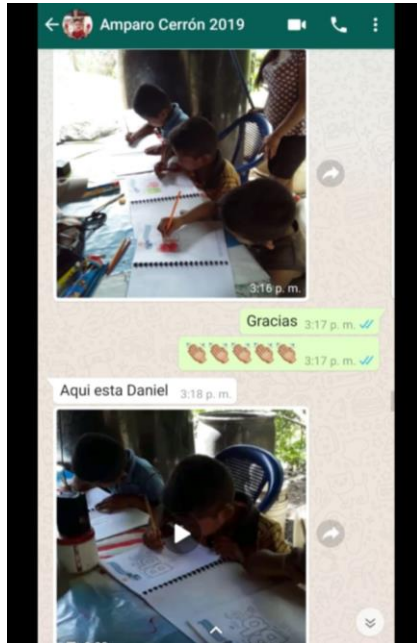 Amparo Cerrón 2019
3:16 p. m.
Gracias 3:17 p. m.
3:17 p. m.
Aqui esta Daniel 3:18 p. m.